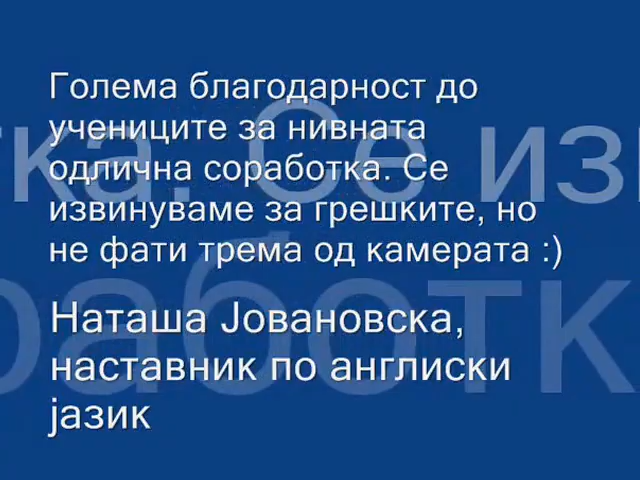 Голема благодарност до
учениците за нивната
одлична соработка. Се
извинуваме за грешките, но
не фати трема од камерата :)
Наташа Јовановска,
наставник по англиски
јазик